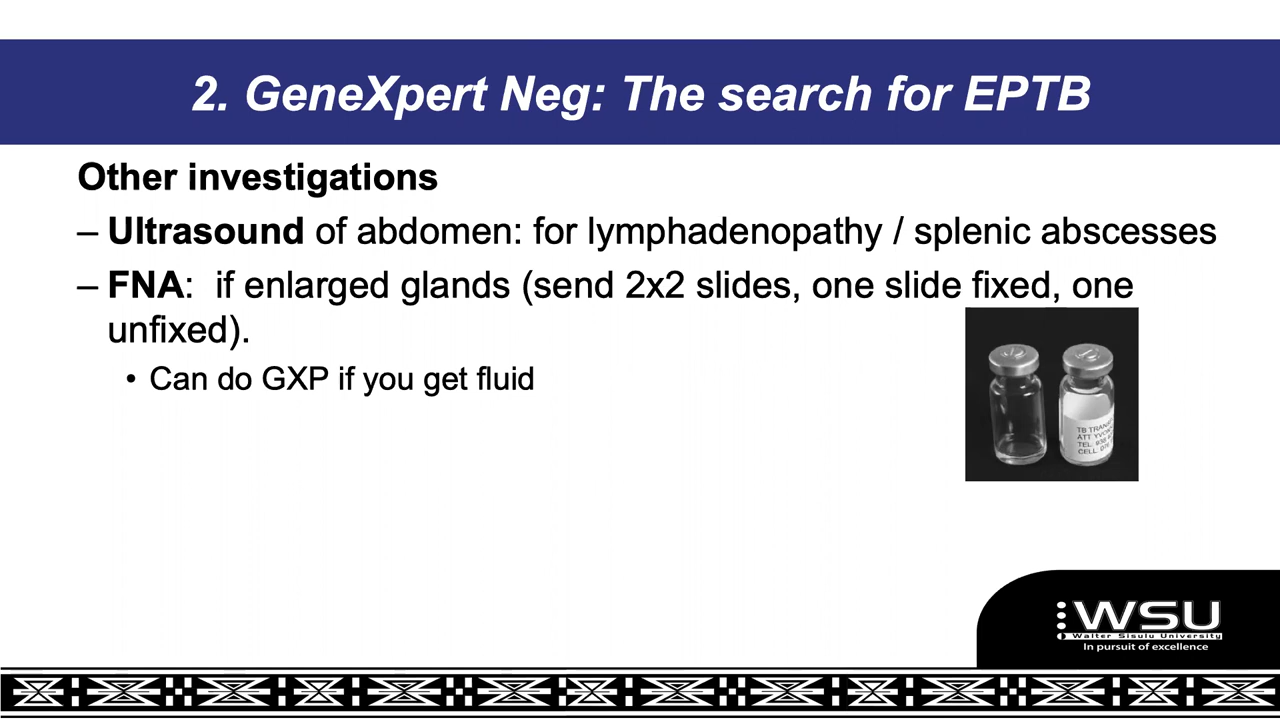 2. GeneXpert Neg: The search for EPTB
Other investigations
– Ultrasound of abdomen: for lymphadenopathy / splenic abscesses
– FNA:  if enlarged glands (send 2x2 slides, one slide fixed, one
unfixed).
• Can do GXP if you get fluid
TB TRANS
ATT YVON
TEL:
CELL:
WSU
Walter Sisulu University
In pursuit of excellence